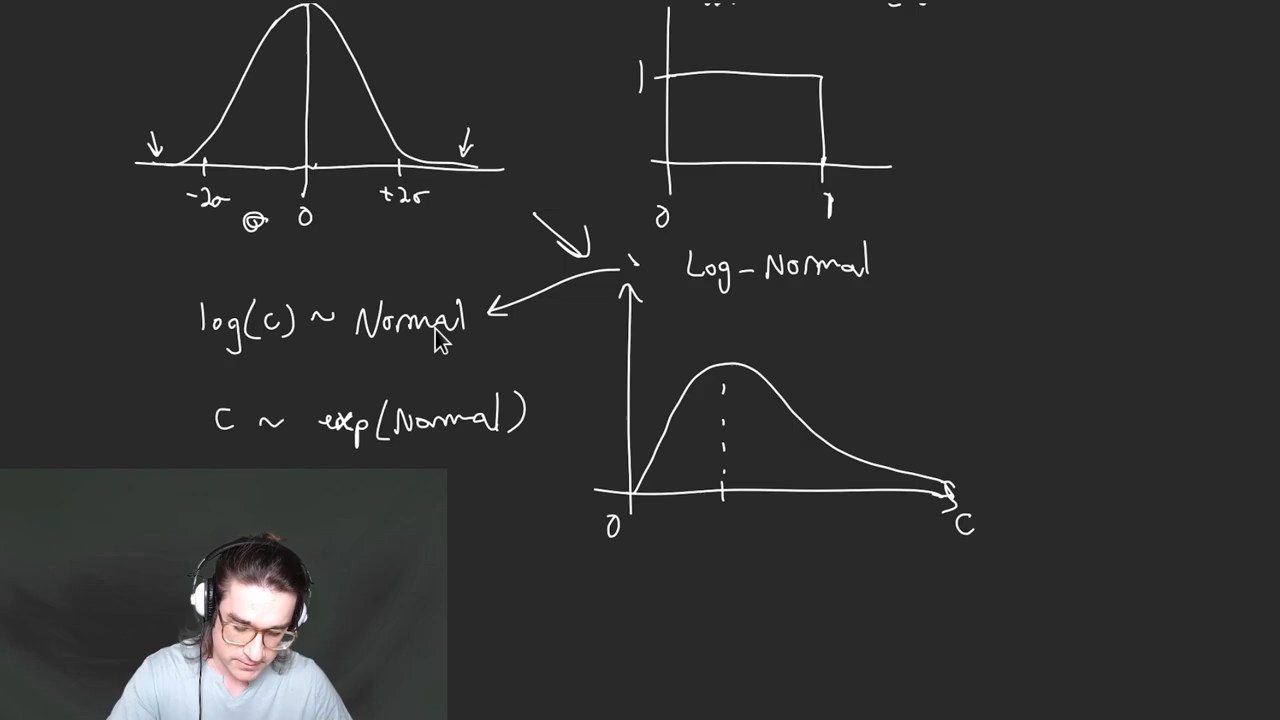 1
-2σ 0 +2σ
0 1
Log-Normal
log(c) ~ Normal
c ~ exp(Normal)
0 C